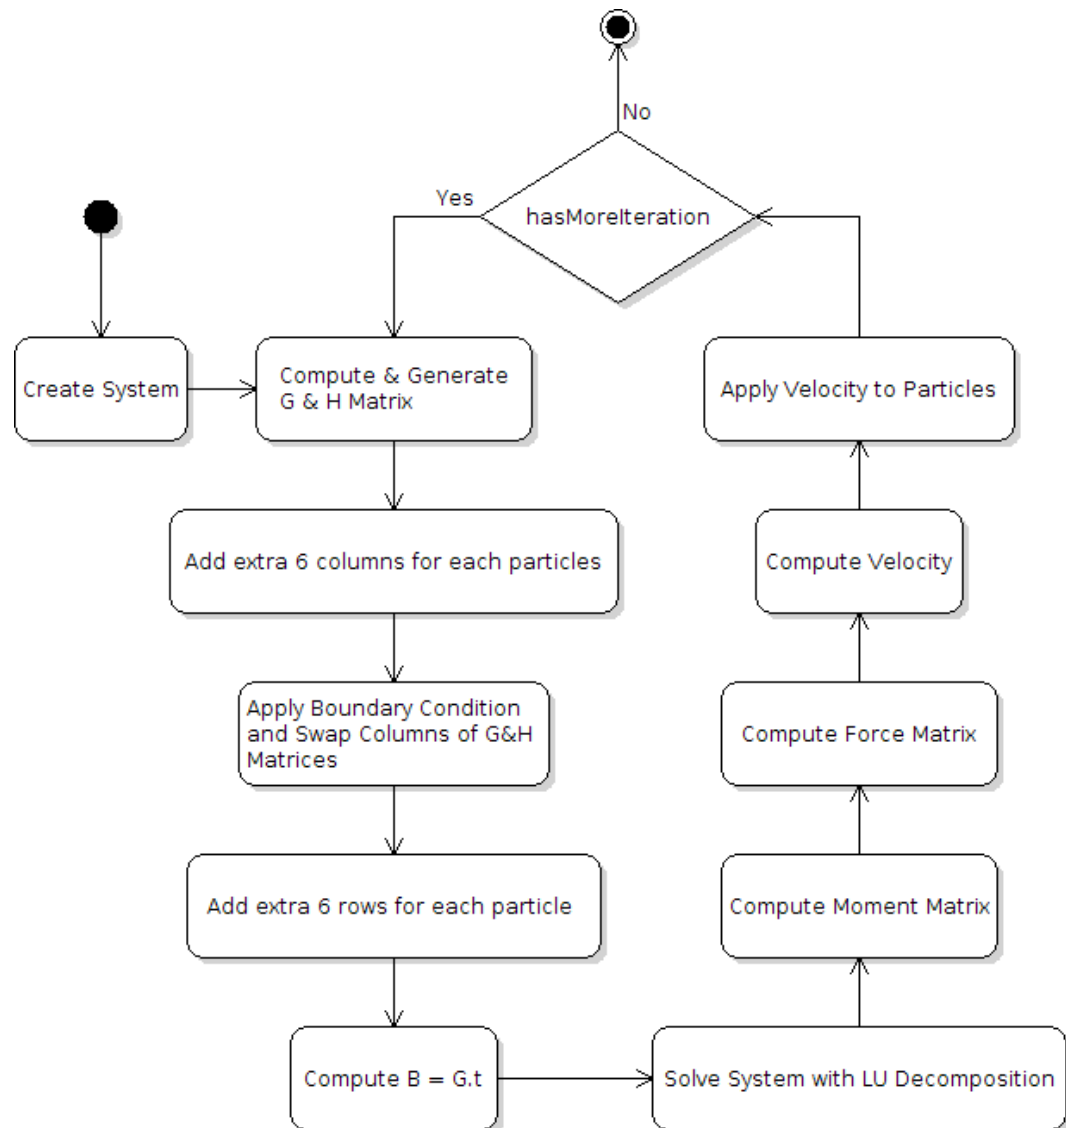 No
Yes
hasMoreIteration
Create System
Compute & Generate
G & H Matrix
Apply Velocity to Particles
Add extra 6 columns for each particles
Compute Velocity
Apply Boundary Condition
and Swap Columns of G&H
Matrices
Compute Force Matrix
Add extra 6 rows for each particle
Compute Moment Matrix
Compute B = G.t
Solve System with LU Decomposition